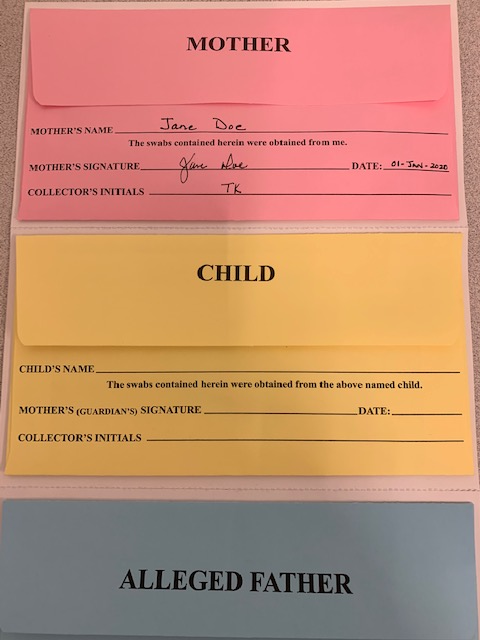 MOTHER
MOTHER'S NAME Jane Doe
The swabs contained herein were obtained from me.
MOTHER'S SIGNATURE Jane Doe DATE: 01-JAN-2020
COLLECTOR'S INITIALS TK
CHILD
CHILD'S NAME
The swabs contained herein were obtained from the above named child.
MOTHER'S (GUARDIAN'S) SIGNATURE DATE:
COLLECTOR'S INITIALS
ALLEGED FATHER